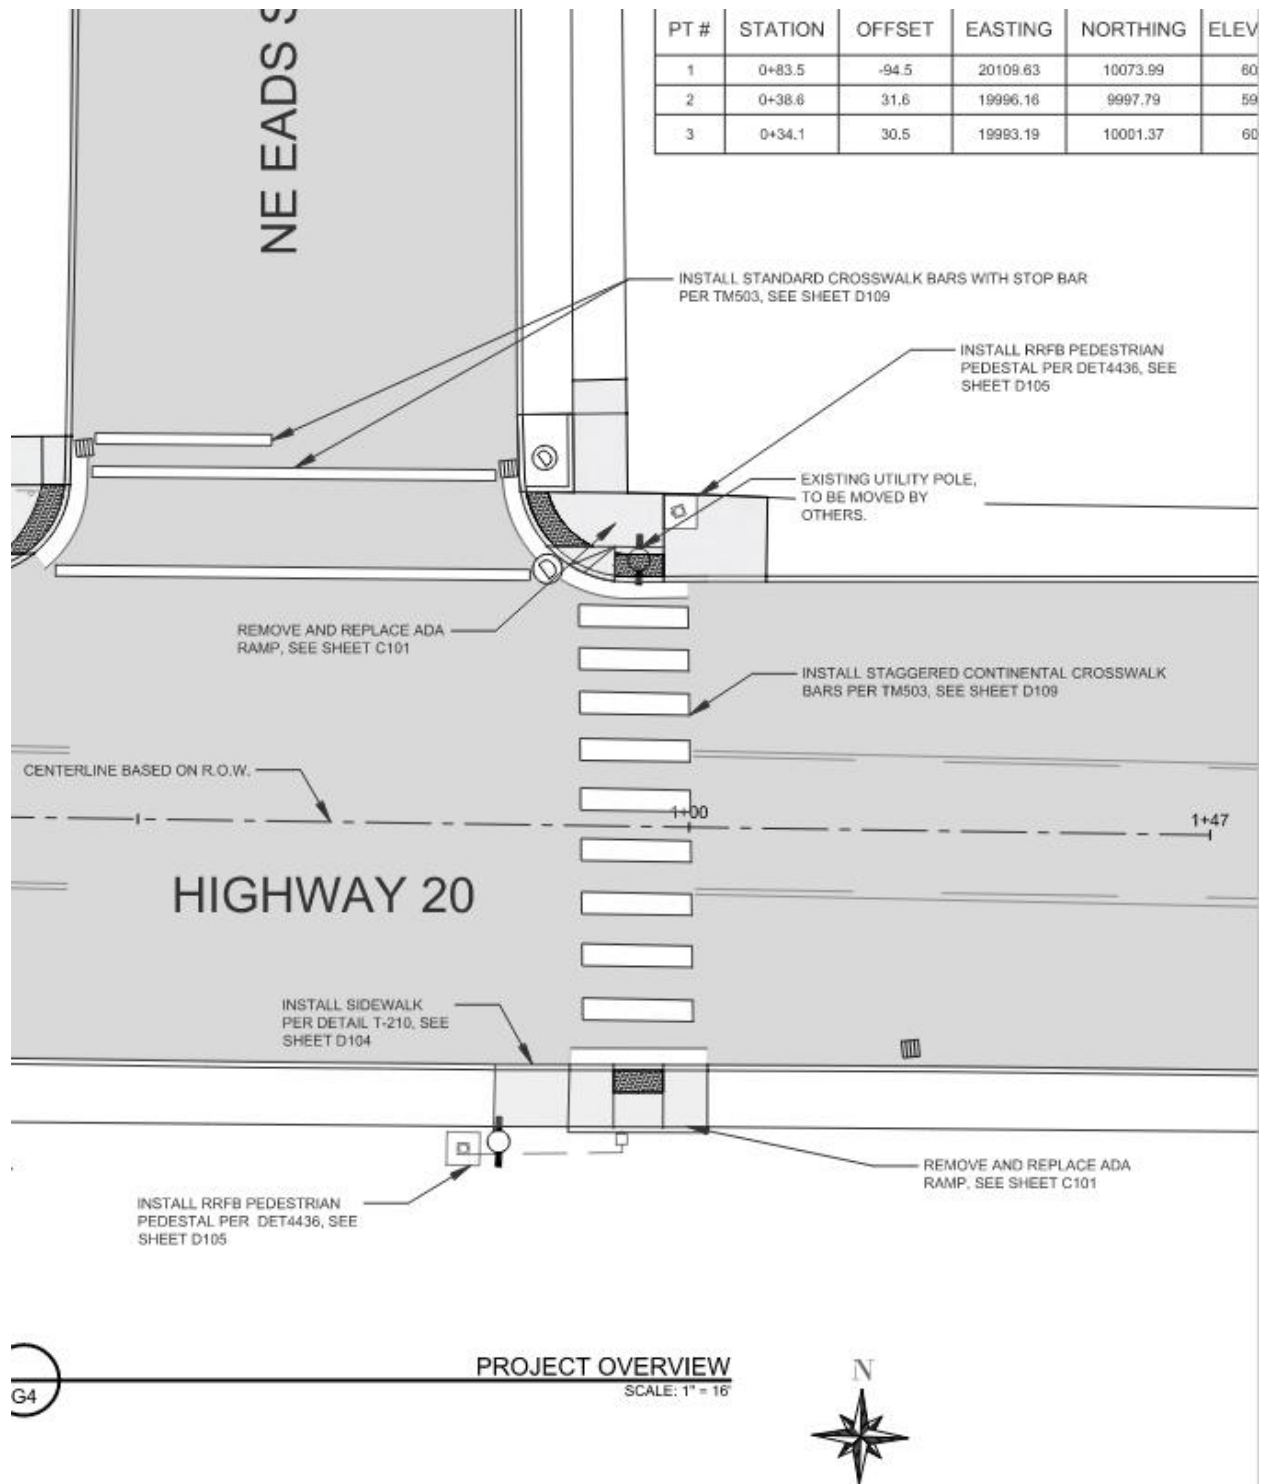 NE EADS S
PT # STATION OFFSET EASTING NORTHING ELEV
1 0+83.5 -94.5 20109.63 10073.99 60
2 0+38.6 31.6 19996.16 9997.79 59
3 0+34.1 30.5 19993.19 10001.37 60
INSTALL STANDARD CROSSWALK BARS WITH STOP BAR
PER TM503, SEE SHEET D109
INSTALL RRFB PEDESTRIAN
PEDESTAL PER DET4436, SEE
SHEET D105
D
EXISTING UTILITY POLE,
TO BE MOVED BY
OTHERS.
D
REMOVE AND REPLACE ADA
RAMP, SEE SHEET C101
INSTALL STAGGERED CONTINENTAL CROSSWALK
BARS PER TM503, SEE SHEET D109
CENTERLINE BASED ON R.O.W.
1+00
1+47
HIGHWAY 20
INSTALL SIDEWALK
PER DETAIL T-210, SEE
SHEET D104
REMOVE AND REPLACE ADA
RAMP, SEE SHEET C101
INSTALL RRFB PEDESTRIAN
PEDESTAL PER DET4436, SEE
SHEET D105
G4
PROJECT OVERVIEW
SCALE: 1" = 16'
N